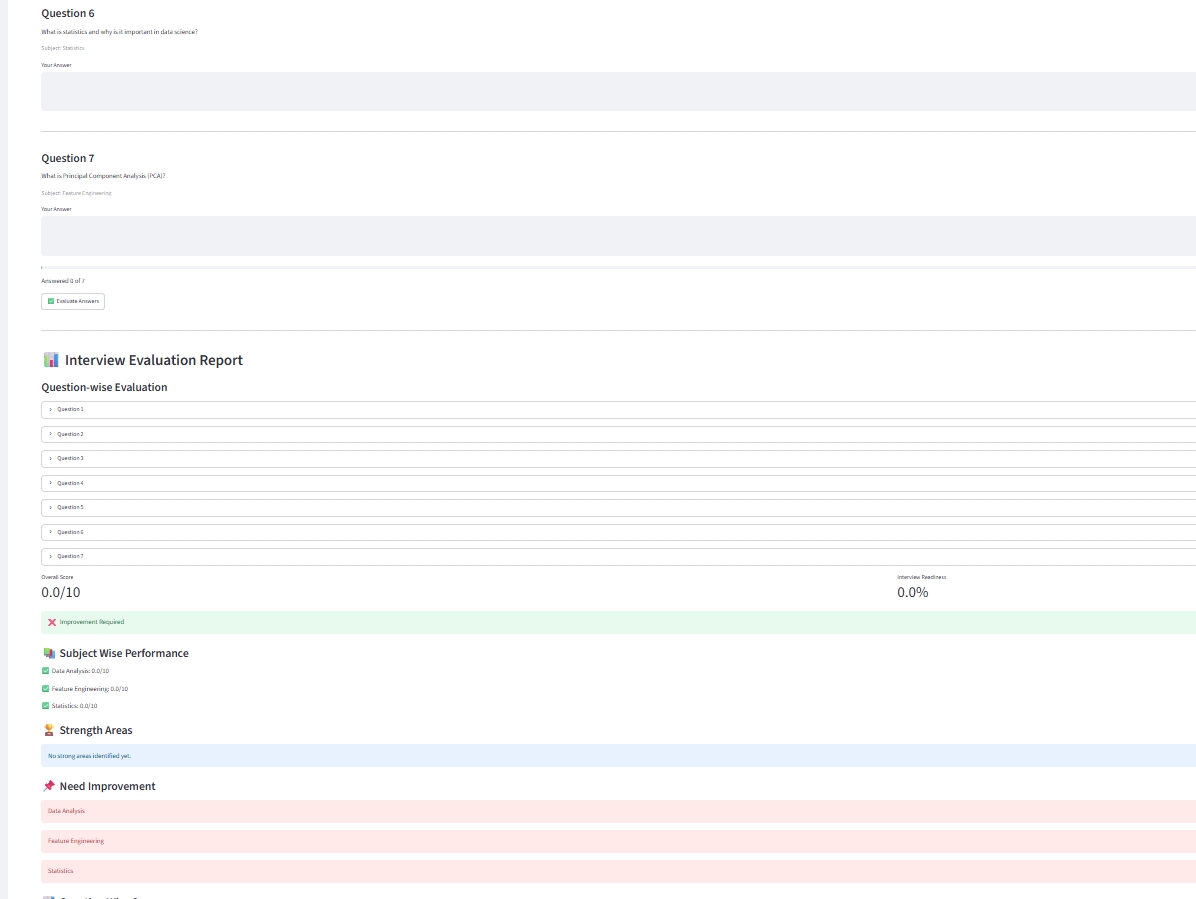 Question 6
What is statistics and why is it important in data science?
Subject: Statistics
Your Answer
Question 7
What is Principal Component Analysis (PCA)?
Subject: Feature Engineering
Your Answer
Answered 0 of 7
Evaluate Answers
Interview Evaluation Report
Question-wise Evaluation
Question 1
Question 2
Question 3
Question 4
Question 5
Question 6
Question 7
Overall Score
Interview Readiness
0.0/10
0.0%
Improvement Required
Subject Wise Performance
Data Analysis: 0.0/10
Feature Engineering: 0.0/10
Statistics: 0.0/10
Strength Areas
No strong areas identified yet.
Need Improvement
Data Analysis
Feature Engineering
Statistics